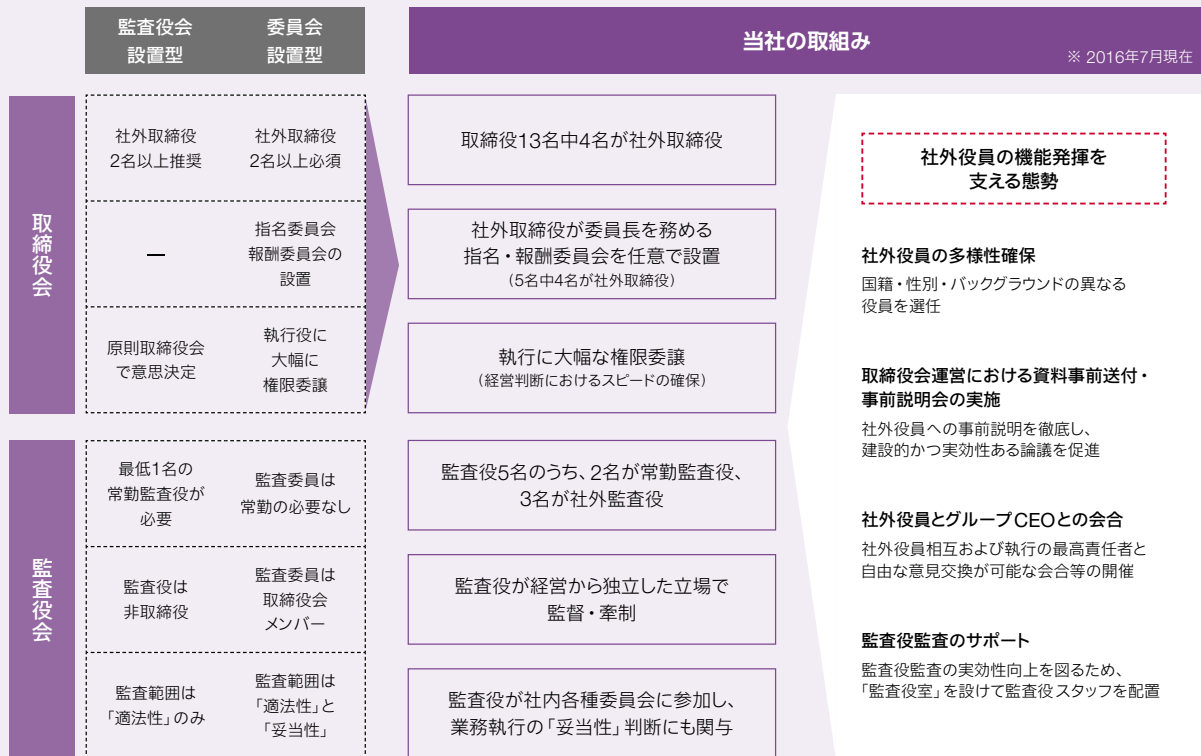 監査役会
設置型
委員会
設置型
当社の取組み
※ 2016年7月現在
取締役会
社外取締役
2名以上推奨
社外取締役
2名以上必須
取締役13名中4名が社外取締役
—
指名委員会
報酬委員会の
設置
社外取締役が委員長を務める
指名・報酬委員会を任意で設置
(5名中4名が社外取締役)
原則取締役会
で意思決定
執行役に
大幅に
権限委譲
執行に大幅な権限委譲
(経営判断におけるスピードの確保)
監査役会
最低1名の
常勤監査役が
必要
監査委員は
常勤の必要なし
監査役5名のうち、2名が常勤監査役、
3名が社外監査役
監査役は
非取締役
監査委員は
取締役会
メンバー
監査役が経営から独立した立場で
監督・牽制
監査範囲は
「適法性」のみ
監査範囲は
「適法性」と
「妥当性」
監査役が社内各種委員会に参加し、
業務執行の「妥当性」判断にも関与
社外役員の機能発揮を
支える態勢
社外役員の多様性確保
国籍・性別・バックグラウンドの異なる
役員を選任
取締役会運営における資料事前送付・
事前説明会の実施
社外役員への事前説明を徹底し、
建設的かつ実効性ある論議を促進
社外役員とグループCEOとの会合
社外役員相互および執行の最高責任者と
自由な意見交換が可能な会合等の開催
監査役監査のサポート
監査役監査の実効性向上を図るため、
「監査役室」を設けて監査役スタッフを配置